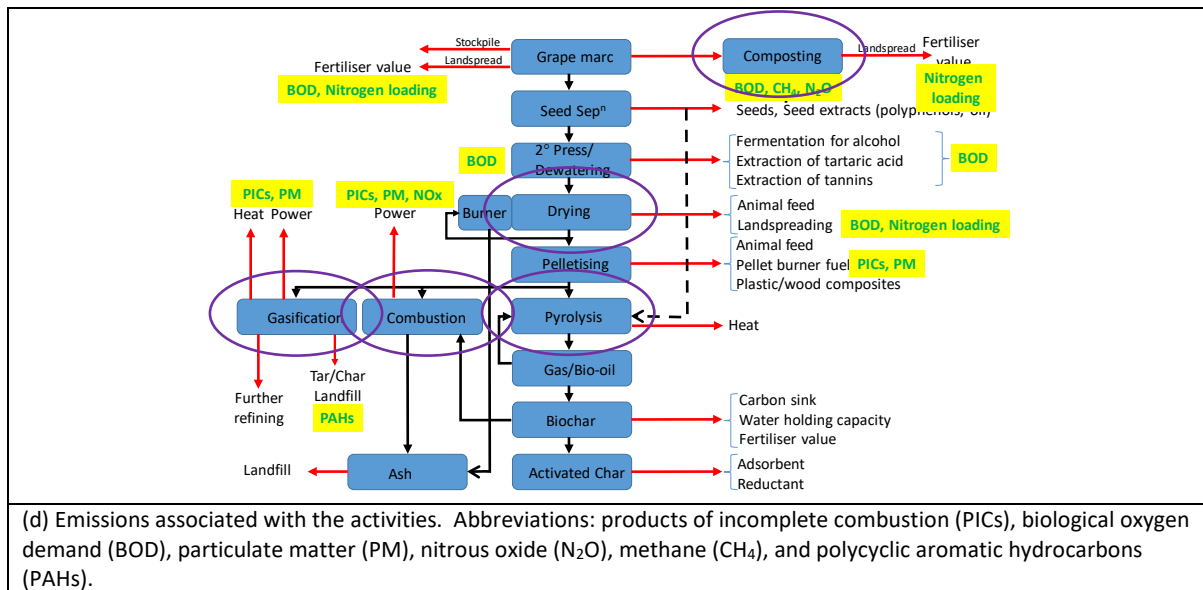 Stockpile
Grape marc
Composting
Landspread
Fertiliser
value
Fertiliser value
Landspread
BOD, Nitrogen loading
BOD, CH₄, N₂O
Nitrogen
loading
Seed Sepⁿ
Seeds, Seed extracts (polyphenols, oil)
BOD
2° Press/
Dewatering
Fermentation for alcohol
Extraction of tartaric acid
Extraction of tannins
BOD
PICs, PM
Heat Power
PICs, PM, NOx
Power
Burner
Drying
Animal feed
Landspreading
BOD, Nitrogen loading
Pelletising
Animal feed
Pellet burner fuel
PICs, PM
Plastic/wood composites
Gasification
Combustion
Pyrolysis
Heat
Further
refining
Tar/Char
Landfill
PAHs
Gas/Bio-oil
Biochar
Carbon sink
Water holding capacity
Fertiliser value
Landfill
Ash
Activated Char
Adsorbent
Reductant
(d) Emissions associated with the activities. Abbreviations: products of incomplete combustion (PICs), biological oxygen
demand (BOD), particulate matter (PM), nitrous oxide (N₂O), methane (CH₄), and polycyclic aromatic hydrocarbons
(PAHs).